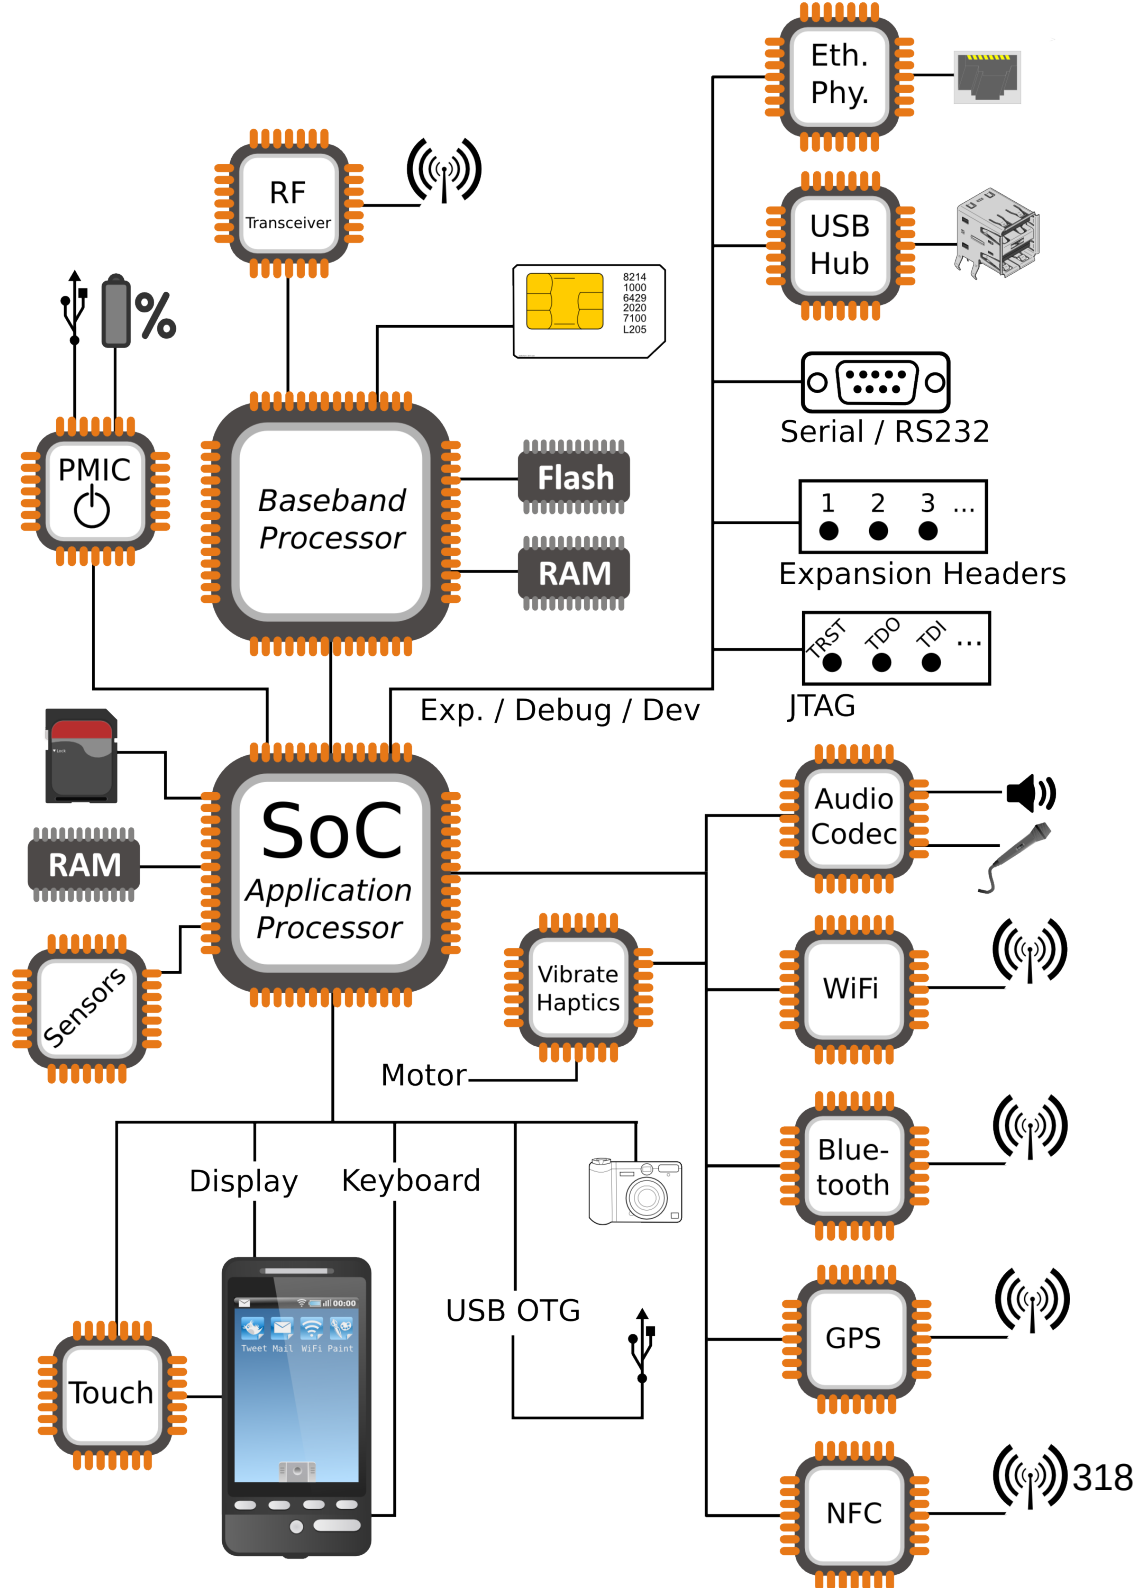 Eth.
Phy.
RF
Transceiver
USB
Hub
8214
1000
6429
2020
7100
L205
%
Serial / RS232
PMIC
Baseband
Processor
Flash
RAM
1 2 3 ...
Expansion Headers
TRST TDO TDI ...
JTAG
Exp. / Debug / Dev
SoC
Application
Processor
RAM
Sensors
Audio
Codec
Vibrate
Haptics
WiFi
Motor
Blue-
tooth
Display
Keyboard
USB OTG
00:00
Tweet Mail WiFi Paint
Touch
GPS
NFC
318